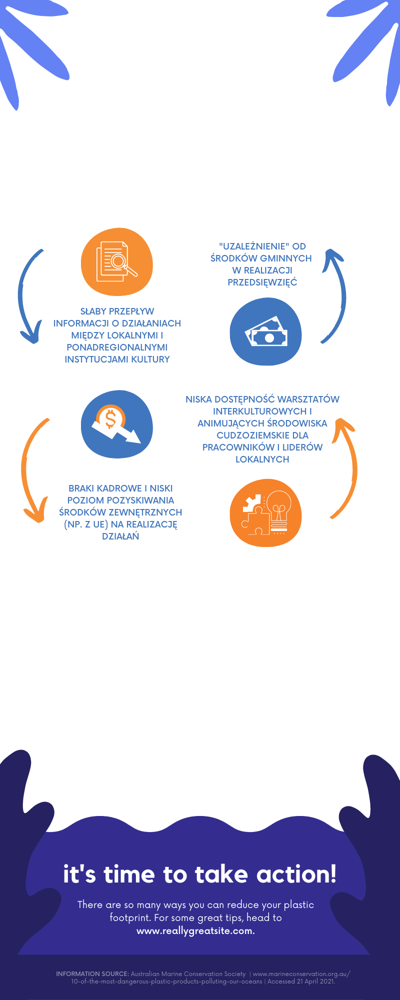 SŁABY PRZEPŁYW
INFORMACJI O DZIAŁANIACH
MIĘDZY LOKALNYMI I
PONADREGIONALNYMI
INSTYTUCJAMI KULTURY
"UZALEŻNIENIE" OD
ŚRODKÓW GMINNYCH
W REALIZACJI
PRZEDSIĘWZIĘĆ
BRAKI KADROWE I NISKI
POZIOM POZYSKIWANIA
ŚRODKÓW ZEWNĘTRZNYCH
(NP. Z UE) NA REALIZACJĘ
DZIAŁAŃ
NISKA DOSTĘPNOŚĆ WARSZTATÓW
INTERKULTUROWYCH I
ANIMUJĄCYCH ŚRODOWISKA
CUDZOZIEMSKIE DLA
PRACOWNIKÓW I LIDERÓW
LOKALNYCH
$
it's time to take action!
There are so many ways you can reduce your plastic
footprint. For some great tips, head to
www.reallygreatsite.com.
INFORMATION SOURCE: Australian Marine Conservation Society | www.marineconservation.org.au/
10-of-the-most-dangerous-plastic-products-polluting-our-oceans | Accessed 21 April 2021.